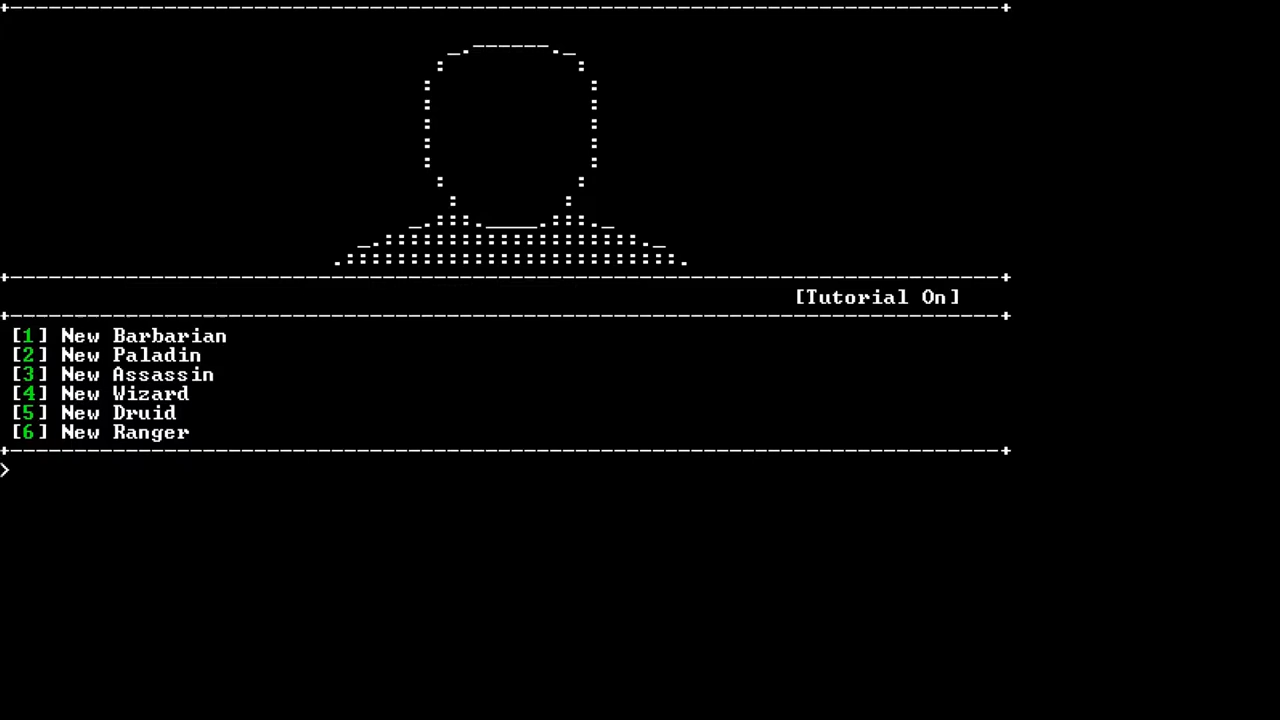 [Tutorial On]
[1] New Barbarian
[2] New Paladin
[3] New Assassin
[4] New Wizard
[5] New Druid
[6] New Ranger
>